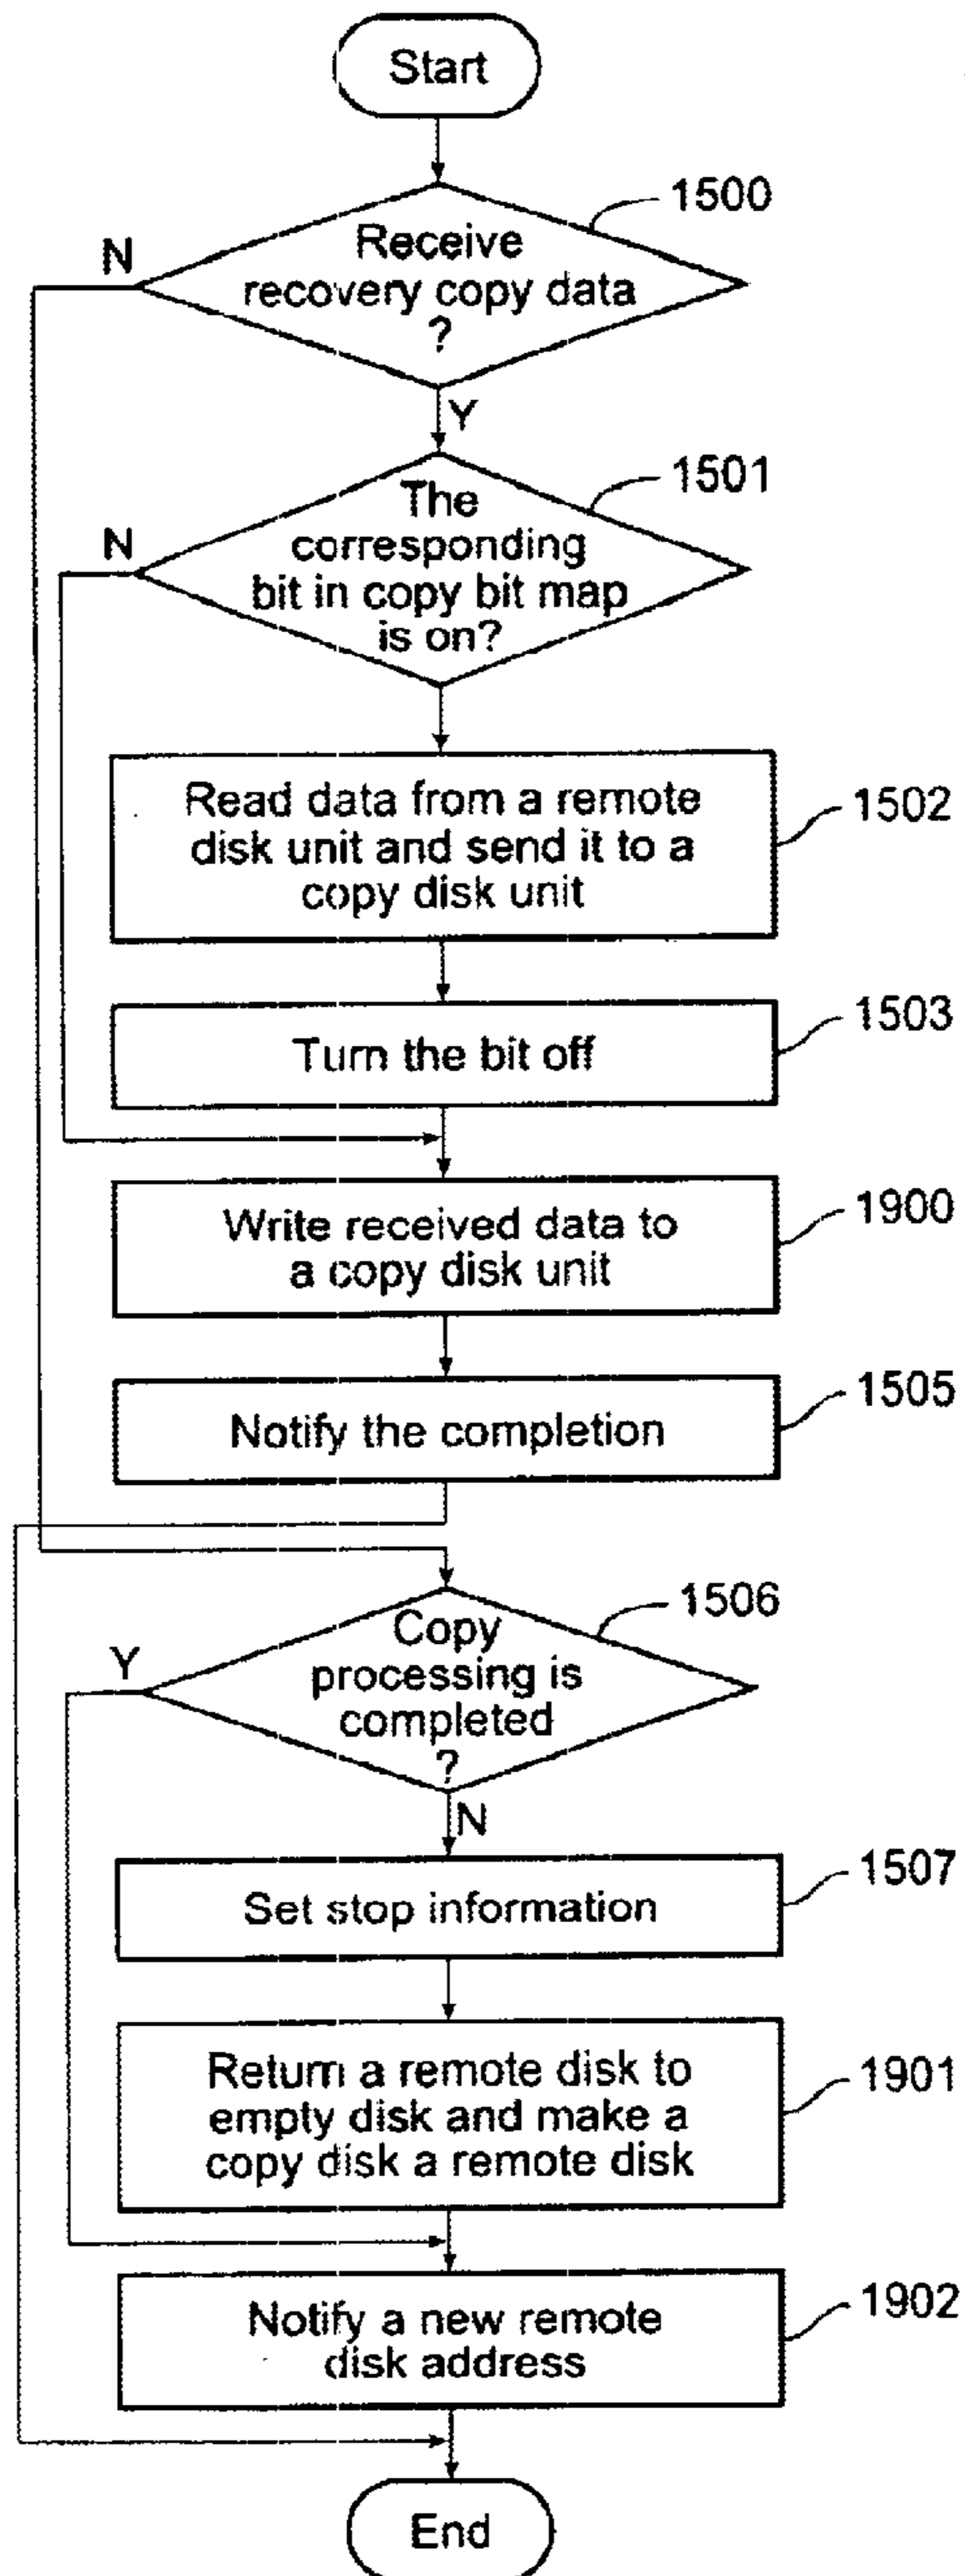 Start
1500
N
Receive
recovery copy data
?
Y
1501
N
The
corresponding
bit in copy bit map
is on?
Read data from a remote
disk unit and send it to a
copy disk unit
1502
Turn the bit off
1503
Write received data to
a copy disk unit
1900
Notify the completion
1505
1506
Y
Copy
processing is
completed
?
N
Set stop information
1507
Return a remote disk to
empty disk and make a
copy disk a remote disk
1901
Notify a new remote
disk address
1902
End